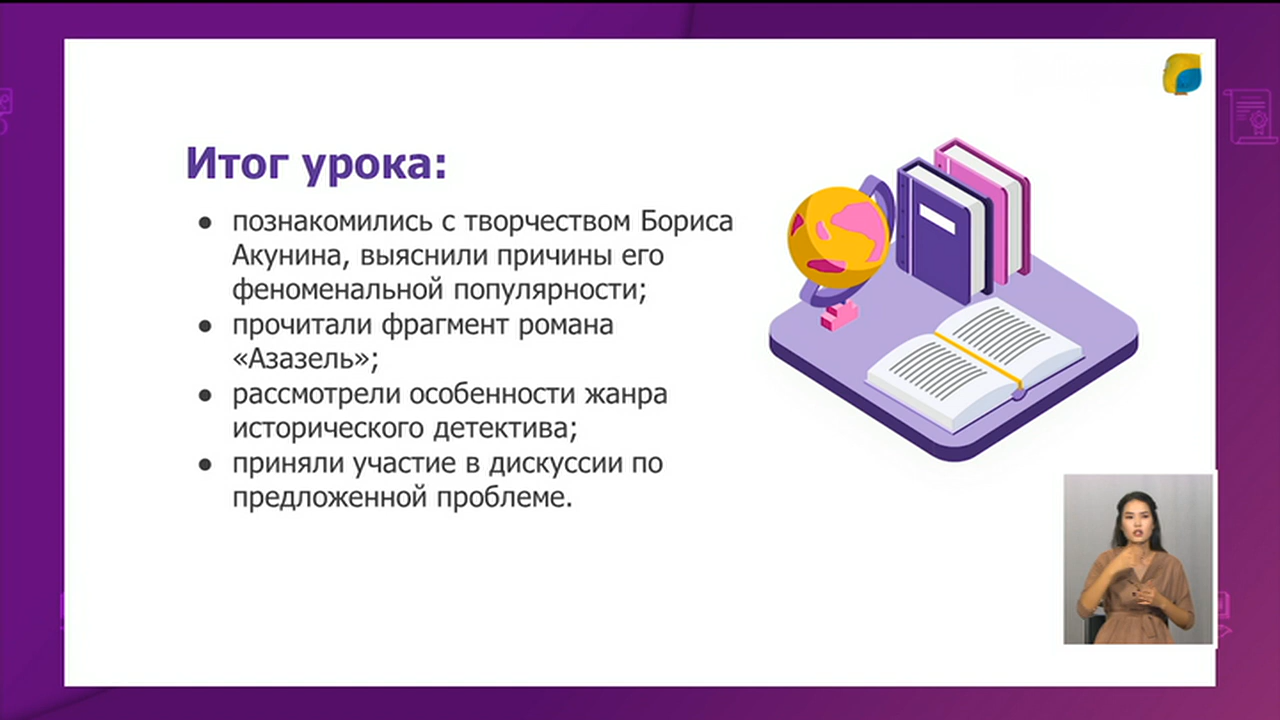 Итог урока:
● познакомились с творчеством Бориса
Акунина, выяснили причины его
феноменальной популярности;
● прочитали фрагмент романа
«Азазель»;
● рассмотрели особенности жанра
исторического детектива;
● приняли участие в дискуссии по
предложенной проблеме.